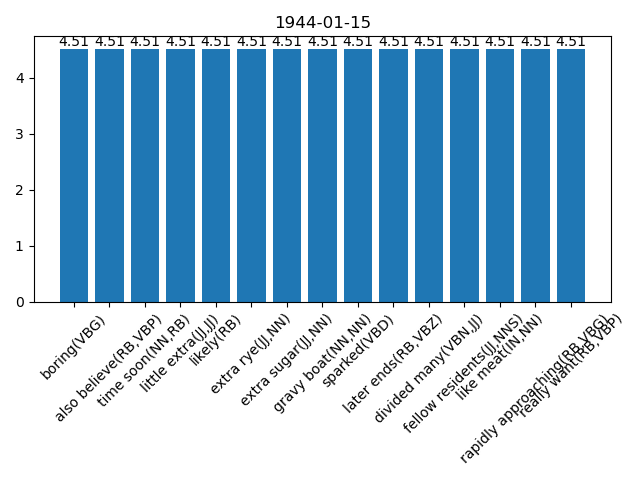 1944-01-15
4.51 4.51 4.51 4.51 4.51 4.51 4.51 4.51 4.51 4.51 4.51 4.51 4.51 4.51 4.51
4
3
2
1
0
boring(VBG)
also believe(RB,VBP)
time soon(NN,RB)
little extra(JJ,JJ)
likely(RB)
extra rye(JJ,NN)
extra sugar(JJ,NN)
gravy boat(NN,NN)
sparked(VBD)
later ends(RB,VBZ)
divided many(VBN,JJ)
fellow residents(JJ,NNS)
like meat(IN,NN)
rapidly approaching(RB,VBG)
really want(RB,VBP)